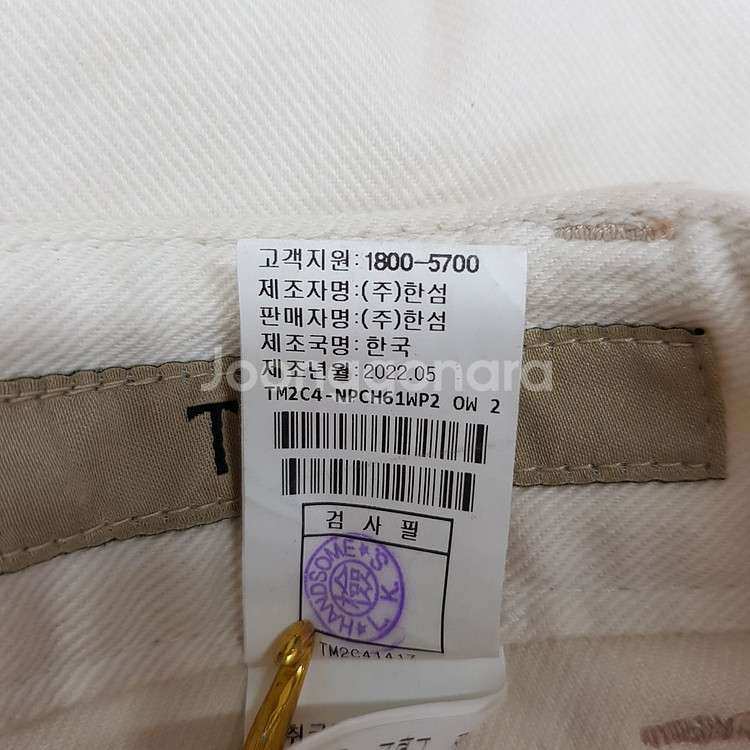 고객지원:1800-5700
제조자명:(주)한섬
판매자명:(주)한섬
제조국명:한국
제조년월:2022.05
Joonggonara
TM2C4-NPCH61WP2 OW 2
T
검사필
HANDSOME★S.K.L★
檢